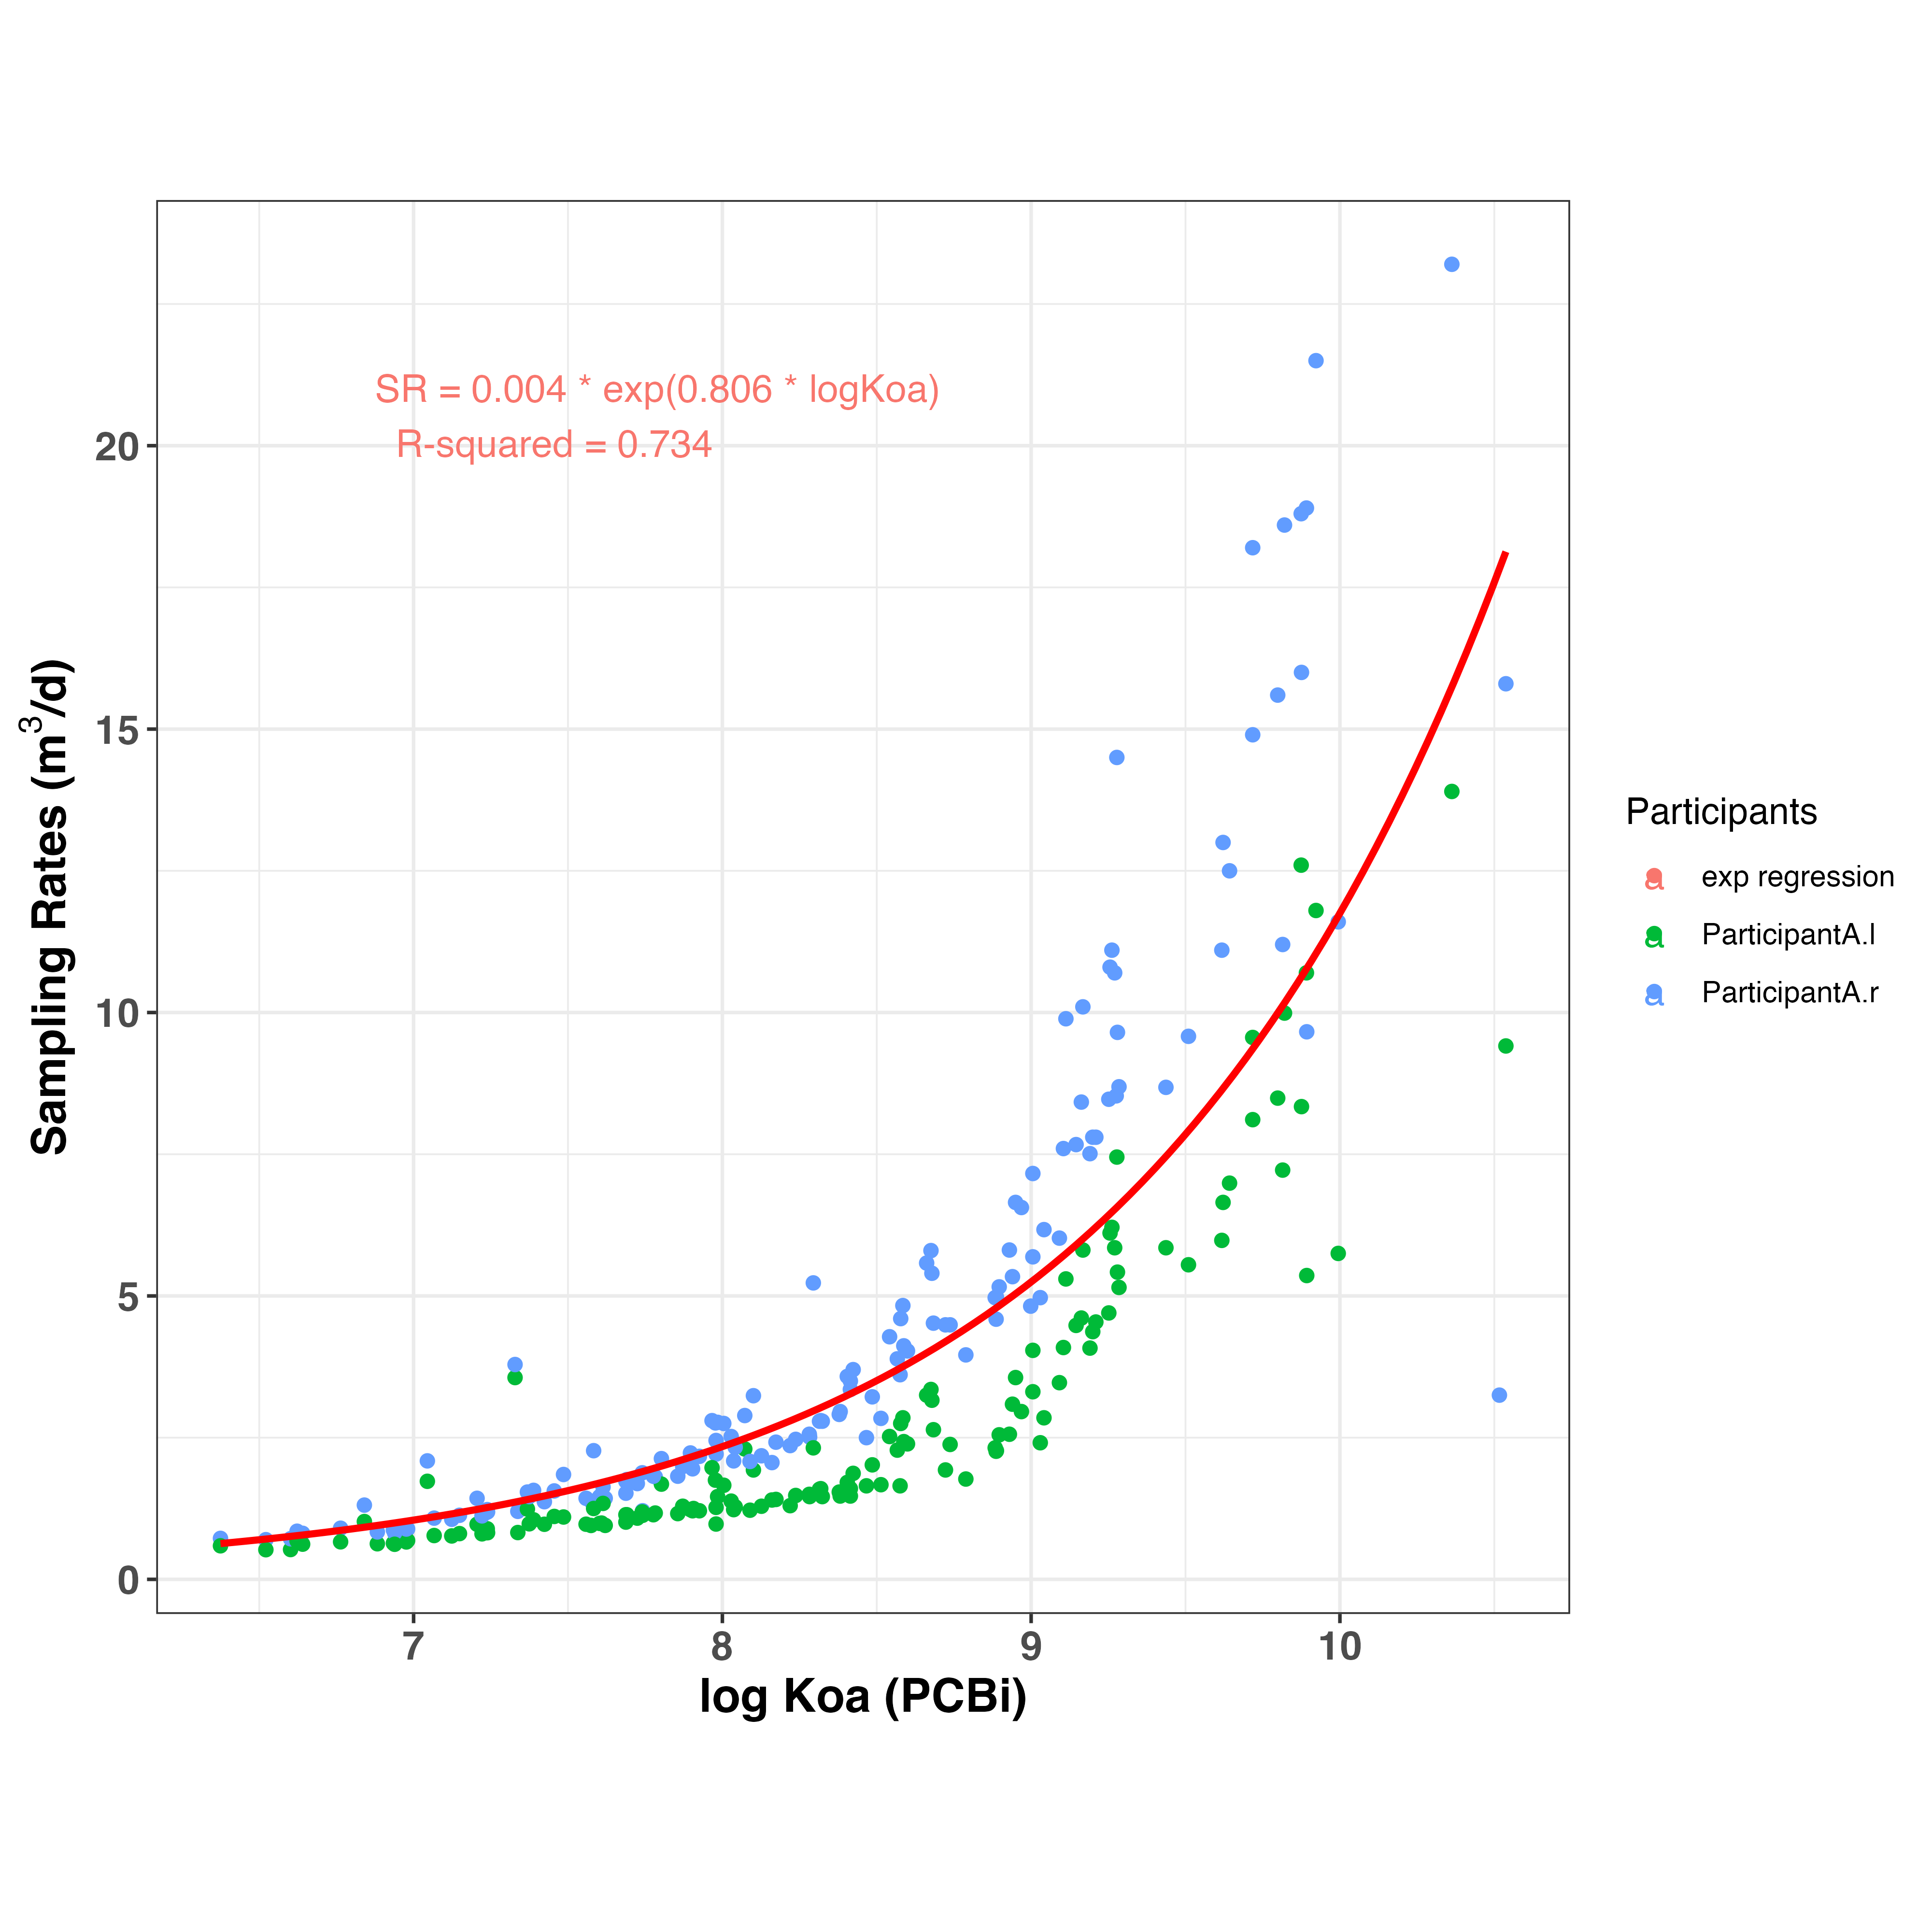 SR = 0.004 * exp(0.806 * logKoa)
R-squared = 0.734
20
15
10
5
0
Sampling Rates (m³/d)
7 8 9 10
log Koa (PCBi)
Participants
a exp regression
a ParticipantA.l
a ParticipantA.r